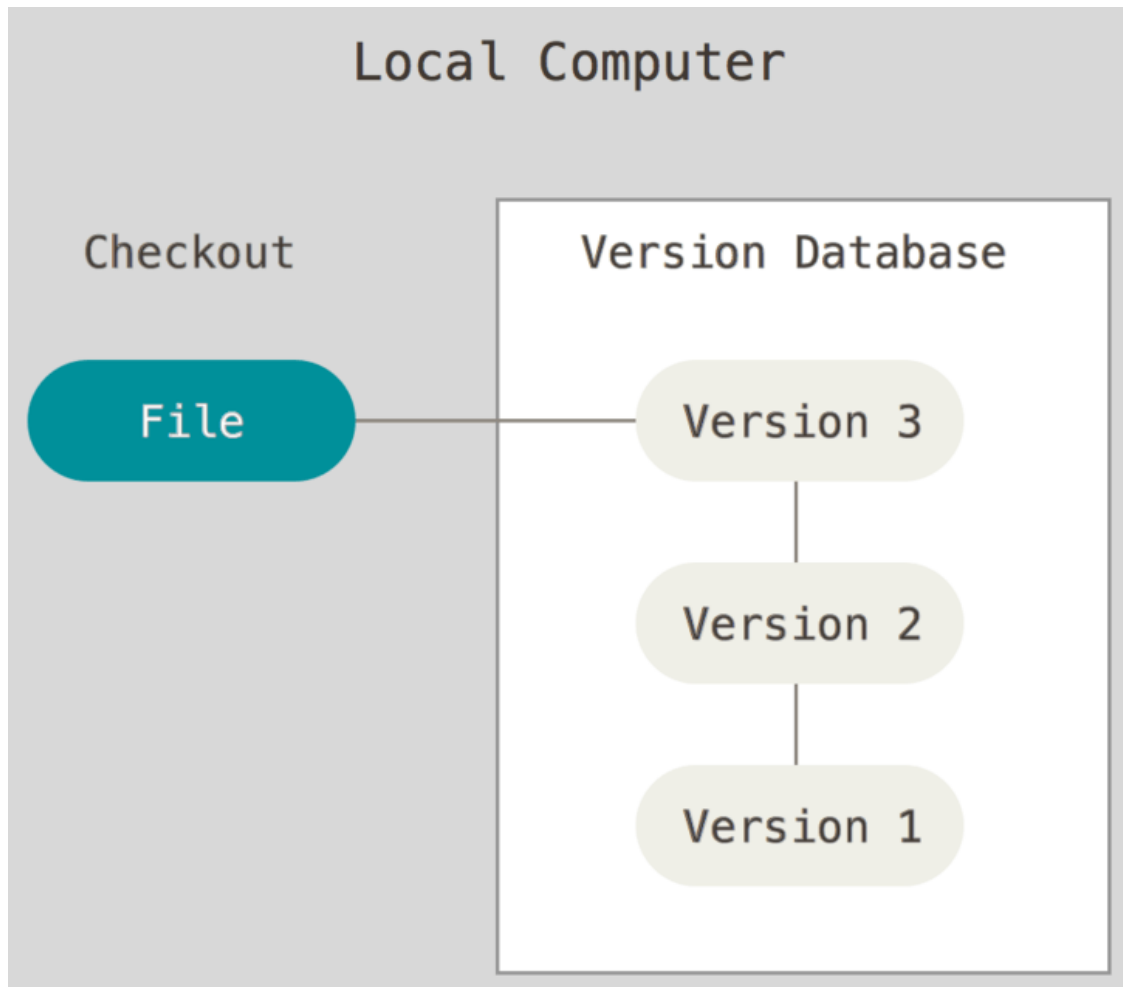 Local Computer
Checkout
Version Database
File
Version 3
Version 2
Version 1